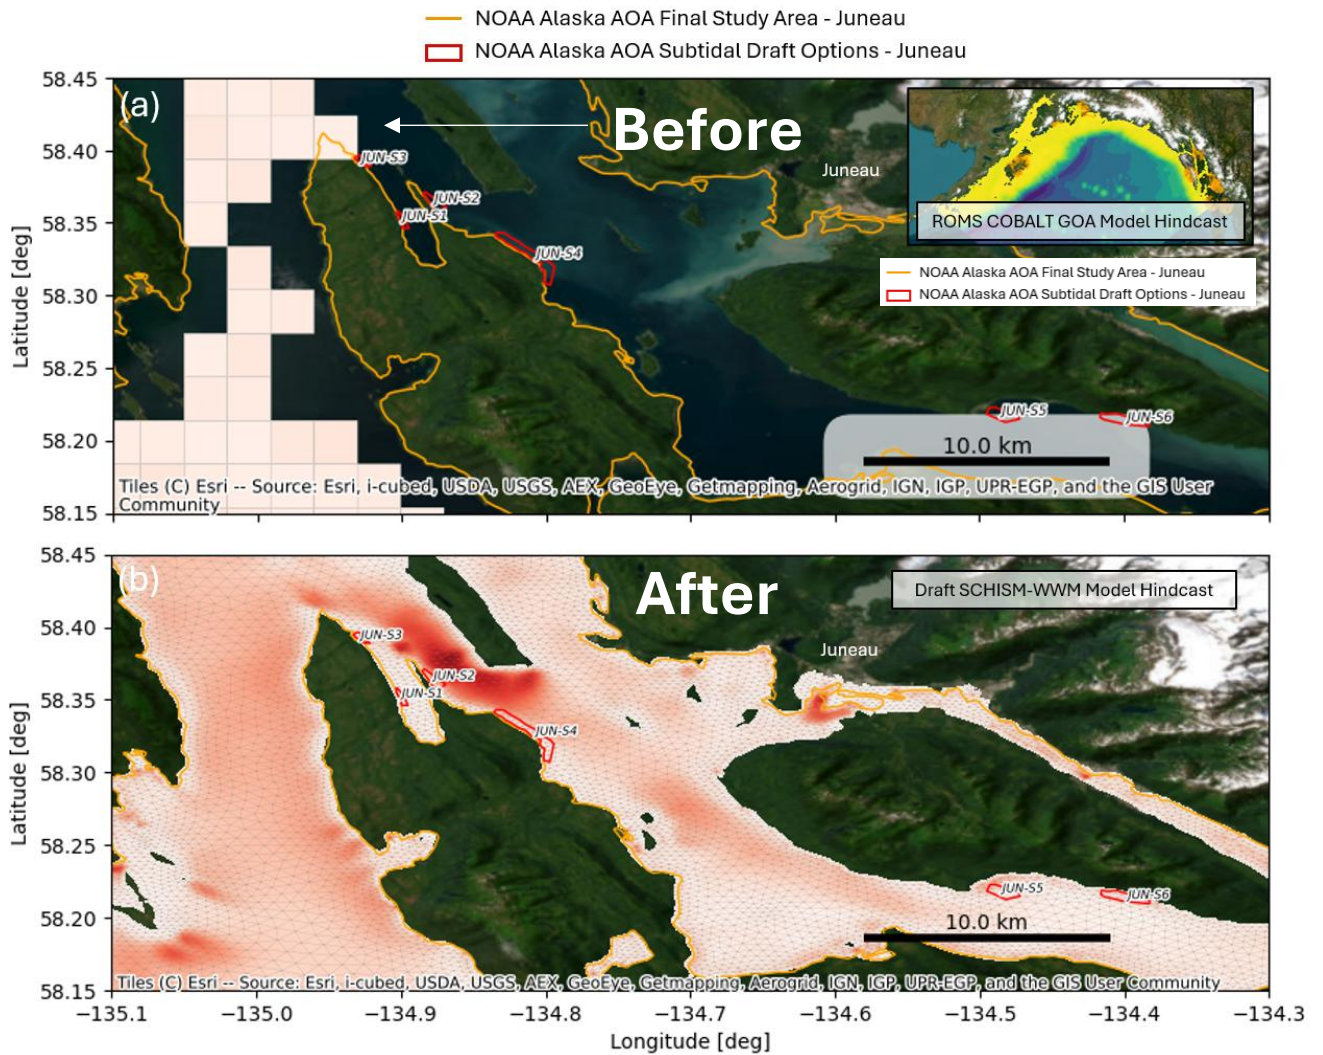 NOAA Alaska AOA Final Study Area - Juneau
NOAA Alaska AOA Subtidal Draft Options - Juneau
58.45
58.40
58.35
58.30
58.25
58.20
58.15
Latitude [deg]
(a)
Before
JUN-S3
JUN-S2
JUN-S1
JUN-S4
Juneau
ROMS COBALT GOA Model Hindcast
NOAA Alaska AOA Final Study Area - Juneau
NOAA Alaska AOA Subtidal Draft Options - Juneau
JUN-S5
JUN-S6
10.0 km
Tiles (C) Esri -- Source: Esri, i-cubed, USDA, USGS, AEX, GeoEye, Getmapping, Aerogrid, IGN, IGP, UPR-EGP, and the GIS User
Community
58.45
58.40
58.35
58.30
58.25
58.20
58.15
Latitude [deg]
(b)
After
Draft SCHISM-WWM Model Hindcast
JUN-S3
JUN-S2
JUN-S1
JUN-S4
Juneau
JUN-S5
JUN-S6
10.0 km
Tiles (C) Esri -- Source: Esri, i-cubed, USDA, USGS, AEX, GeoEye, Getmapping, Aerogrid, IGN, IGP, UPR-EGP, and the GIS User Community
−135.1 −135.0 −134.9 −134.8 −134.7 −134.6 −134.5 −134.4 −134.3
Longitude [deg]